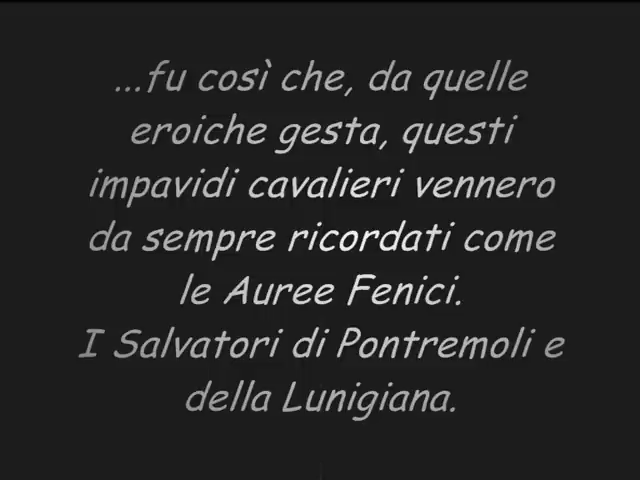 ...fu così che, da quelle
eroiche gesta, questi
impavidi cavalieri vennero
da sempre ricordati come
le Auree Fenici.
I Salvatori di Pontremoli e
della Lunigiana.